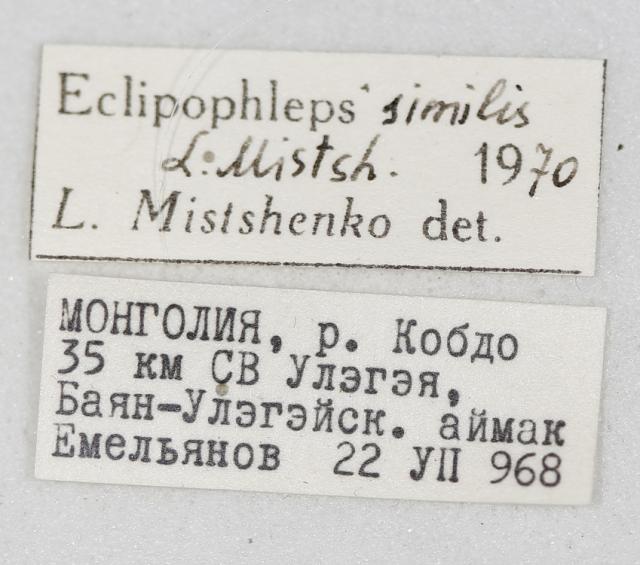 Eclipophleps similis
L. Mistsh. 1970
L. Mistshenko det.
МОНГОЛИЯ, р. Кобдо
35 км СВ Улэгэя,
Баян-Улэгэйск. аймак
Емельянов 22 УП 968